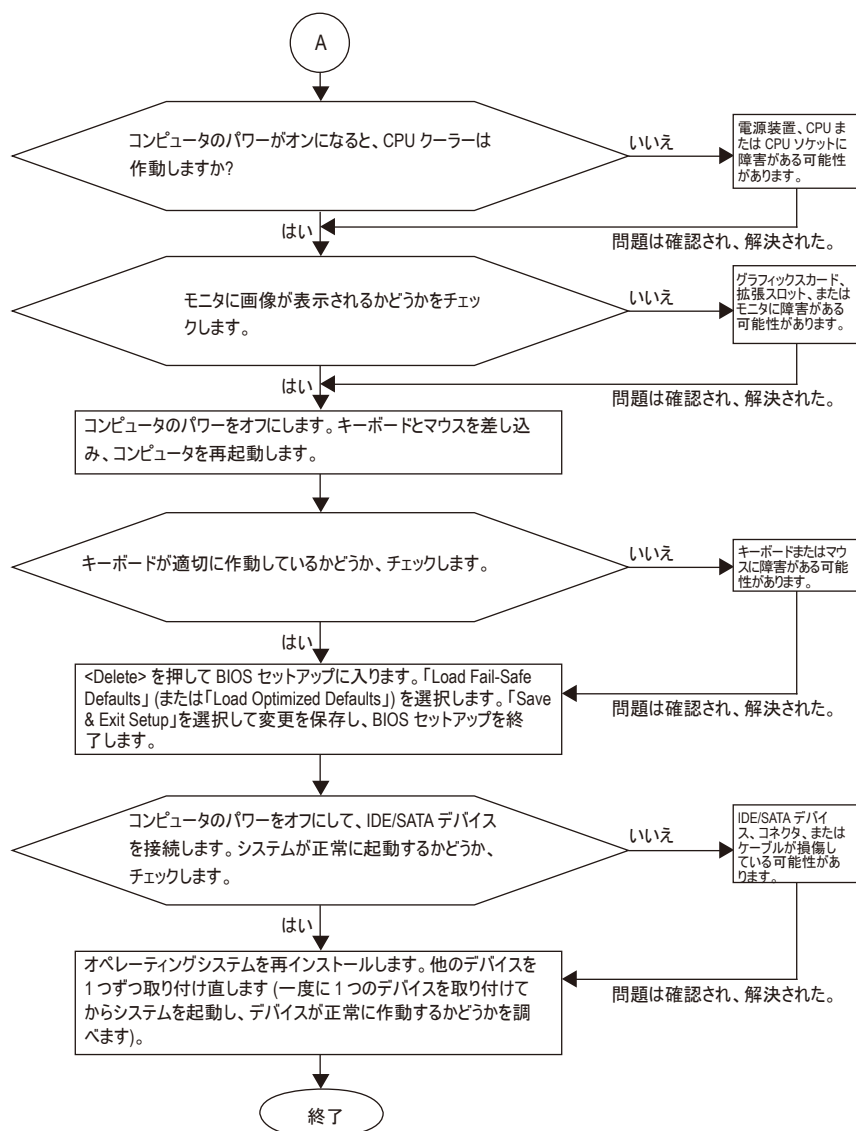 A
コンピュータのパワーがオンになると、CPU クーラーは
作動しますか?
いいえ
電源装置、CPU ま
たは CPU ソケットに
障害がある可能性
があります。
はい
問題は確認され、解決された。
モニタに画像が表示されるかどうかをチェッ
クします。
いいえ
グラフィックスカード、
拡張スロット、または
モニタに障害がある
可能性があります。
はい
問題は確認され、解決された。
コンピュータのパワーをオフにします。キーボードとマウスを差し込
み、コンピュータを再起動します。
キーボードが適切に作動しているかどうか、チェックします。
いいえ
キーボードまたはマウ
スに障害がある可能
性があります。
はい
問題は確認され、解決された。
<Delete> を押して BIOS セットアップに入ります。「Load Fail-Safe
Defaults」 (または「Load Optimized Defaults」) を選択します。「Save
& Exit Setup」を選択して変更を保存し、BIOS セットアップを終
了します。
コンピュータのパワーをオフにして、IDE/SATA デバイス
を接続します。システムが正常に起動するかどうか、
チェックします。
いいえ
IDE/SATA デバイ
ス、コネクタ、または
ケーブルが損傷し
ている可能性があ
ります。
はい
問題は確認され、解決された。
オペレーティングシステムを再インストールします。他のデバイスを
1 つずつ取り付け直します (一度に 1 つのデバイスを取り付けて
からシステムを起動し、デバイスが正常に作動するかどうかを調
べます)。
終了